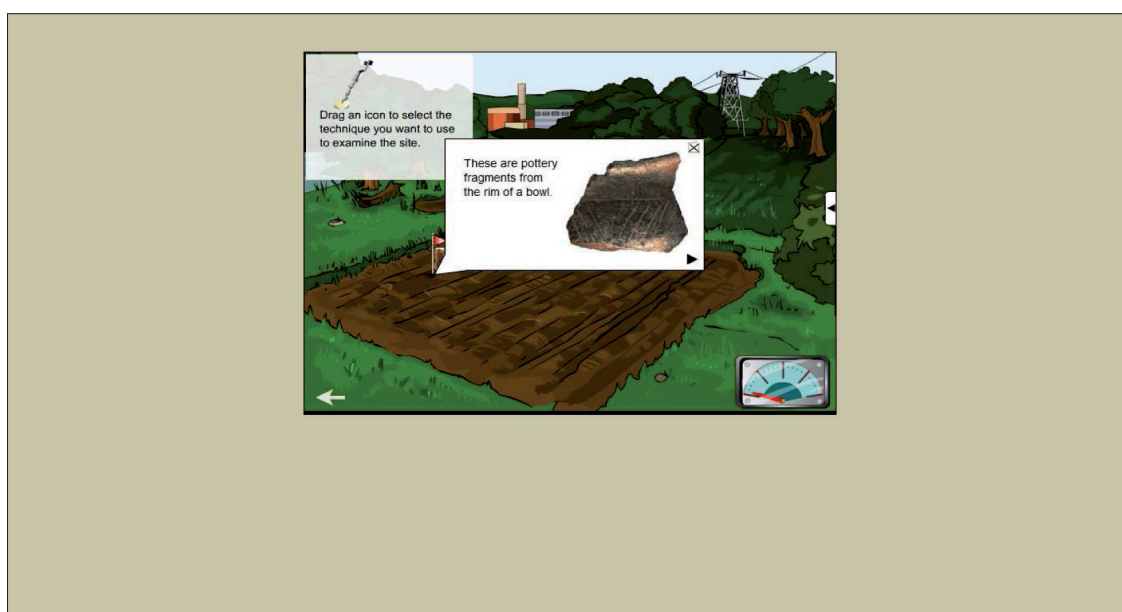 Drag an icon to select the
technique you want to use
to examine the site.
These are pottery
fragments from
the rim of a bowl.